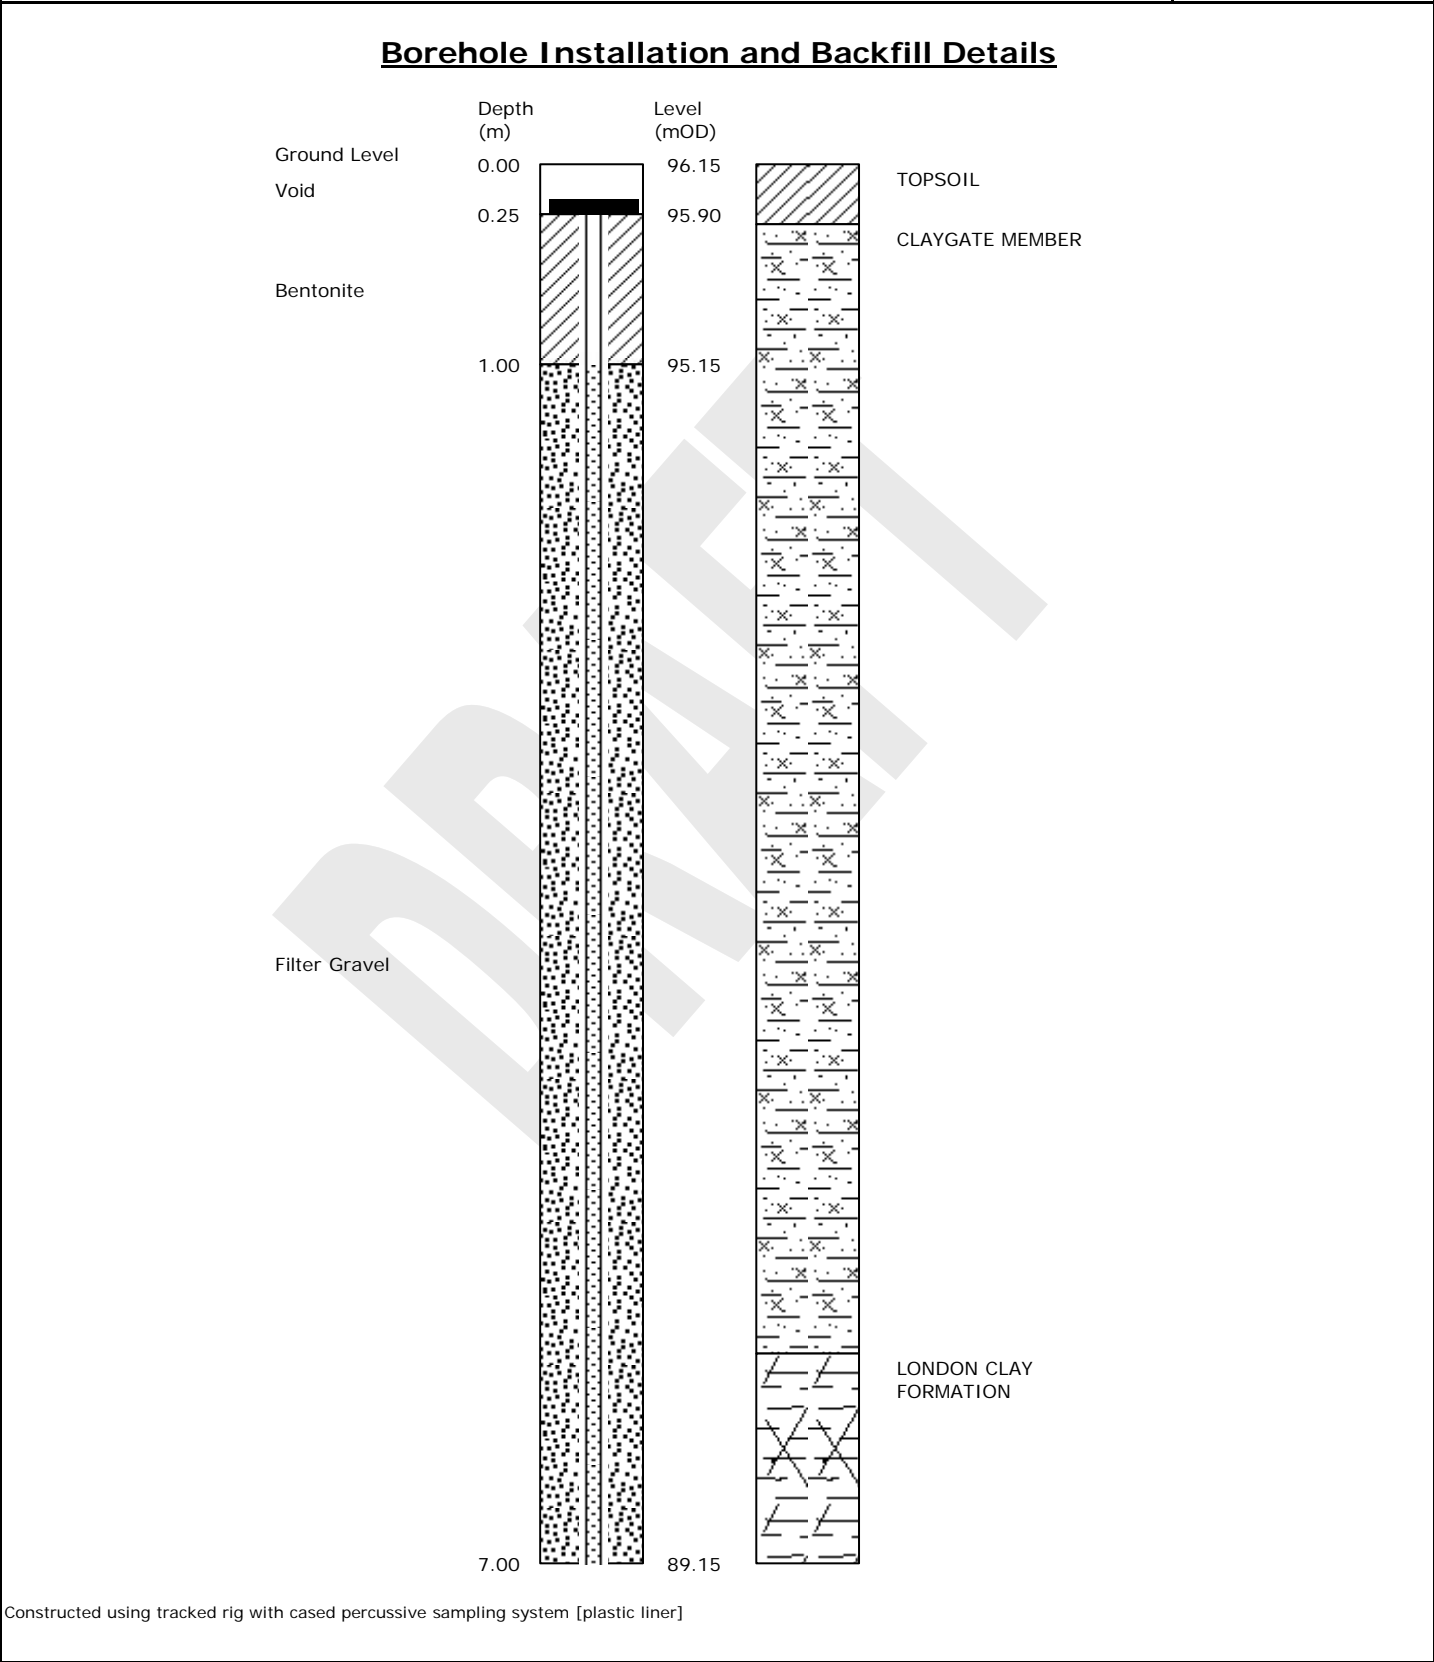 Borehole Installation and Backfill Details
Depth
(m)
Level
(mOD)
Ground Level
0.00
96.15
TOPSOIL
Void
0.25
95.90
CLAYGATE MEMBER
Bentonite
1.00
95.15
DRAFT
Filter Gravel
LONDON CLAY
FORMATION
7.00
89.15
Constructed using tracked rig with cased percussive sampling system [plastic liner]